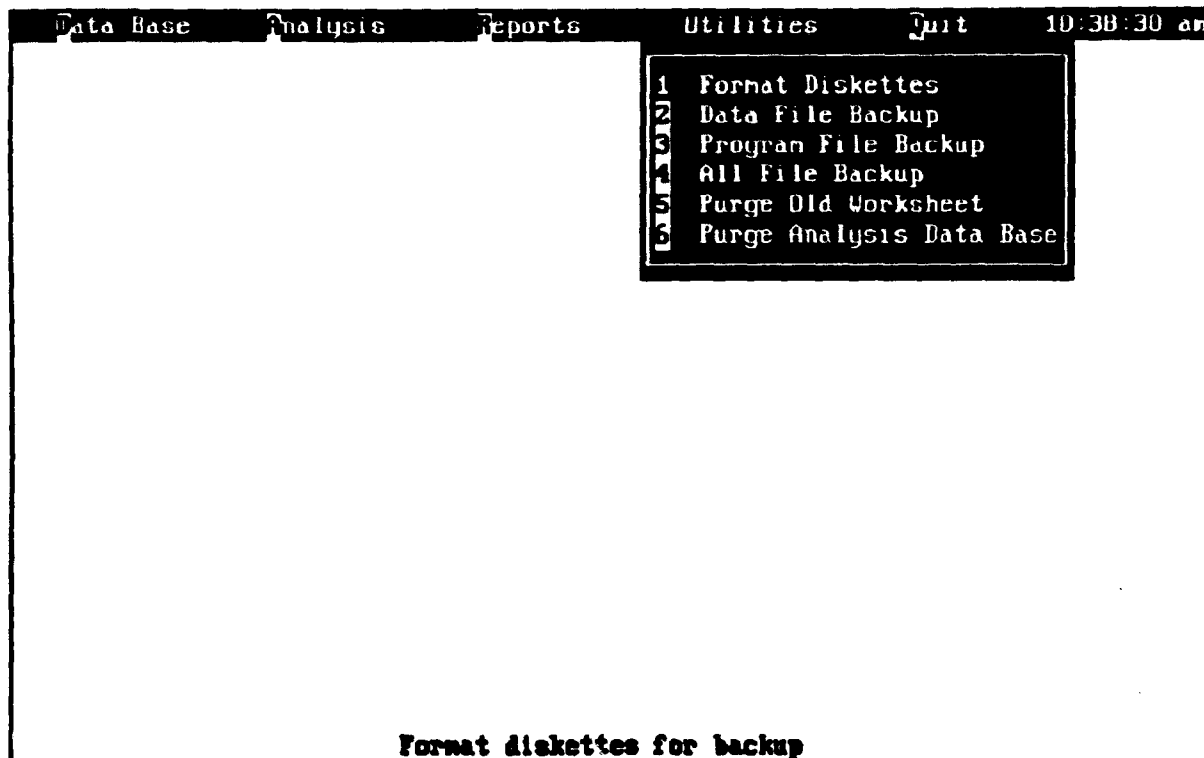 Data Base Analysis Reports Utilities Quit 10:38:30 am
1 Format Diskettes
2 Data File Backup
3 Program File Backup
4 All File Backup
5 Purge Old Worksheet
6 Purge Analysis Data Base
Format diskettes for backup